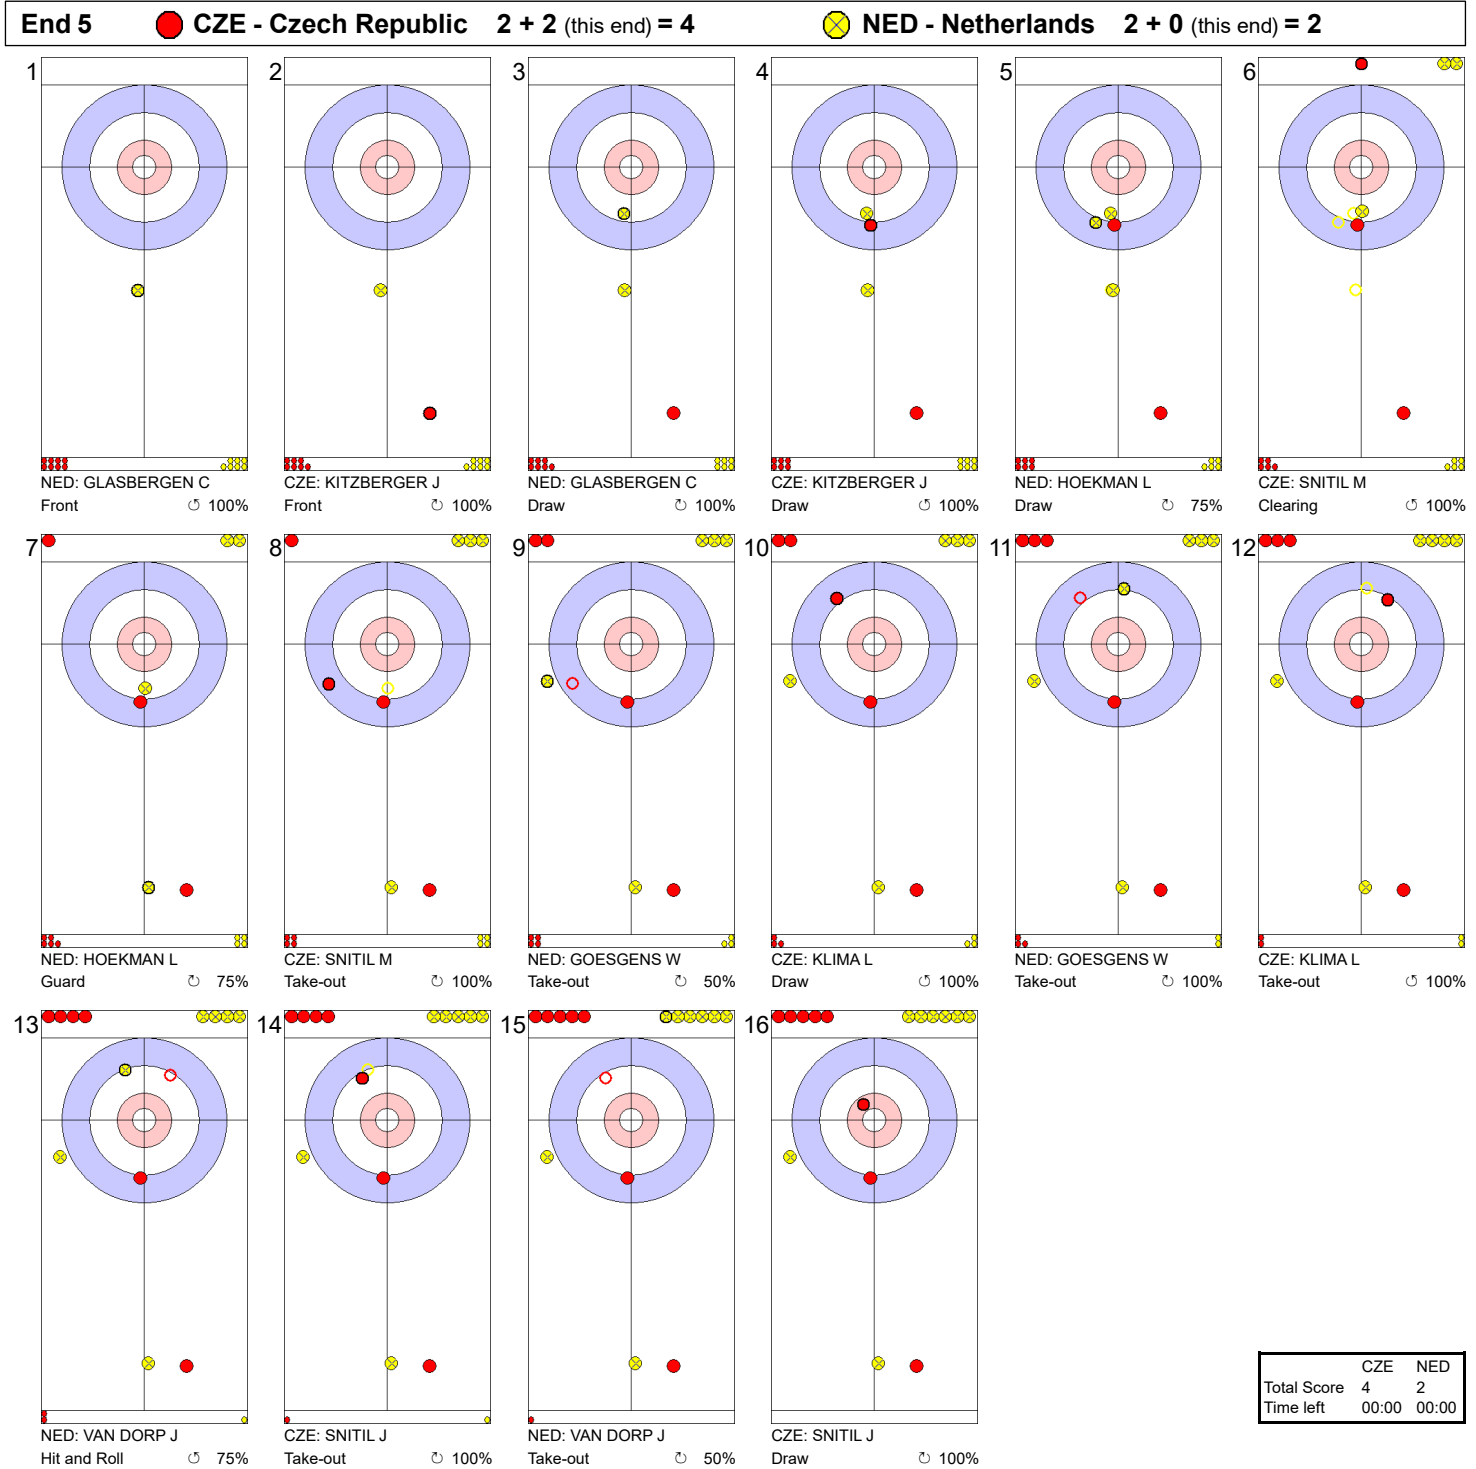 End 5 CZE - Czech Republic 2 + 2 (this end) = 4 NED - Netherlands 2 + 0 (this end) = 2
1 2 3 4 5 6
NED: GLASBERGEN C CZE: KITZBERGER J NED: GLASBERGEN C CZE: KITZBERGER J NED: HOEKMAN L CZE: SNITIL M
Front 100% Front 100% Draw 100% Draw 100% Draw 75% Clearing 100%
7 8 9 10 11 12
NED: HOEKMAN L CZE: SNITIL M NED: GOESGENS W CZE: KLIMA L NED: GOESGENS W CZE: KLIMA L
Guard 75% Take-out 100% Take-out 50% Draw 100% Take-out 100% Take-out 100%
13 14 15 16
NED: VAN DORP J CZE: SNITIL J NED: VAN DORP J CZE: SNITIL J
Hit and Roll 75% Take-out 100% Take-out 50% Draw 100%
CZE NED
Total Score 4 2
Time left 00:00 00:00